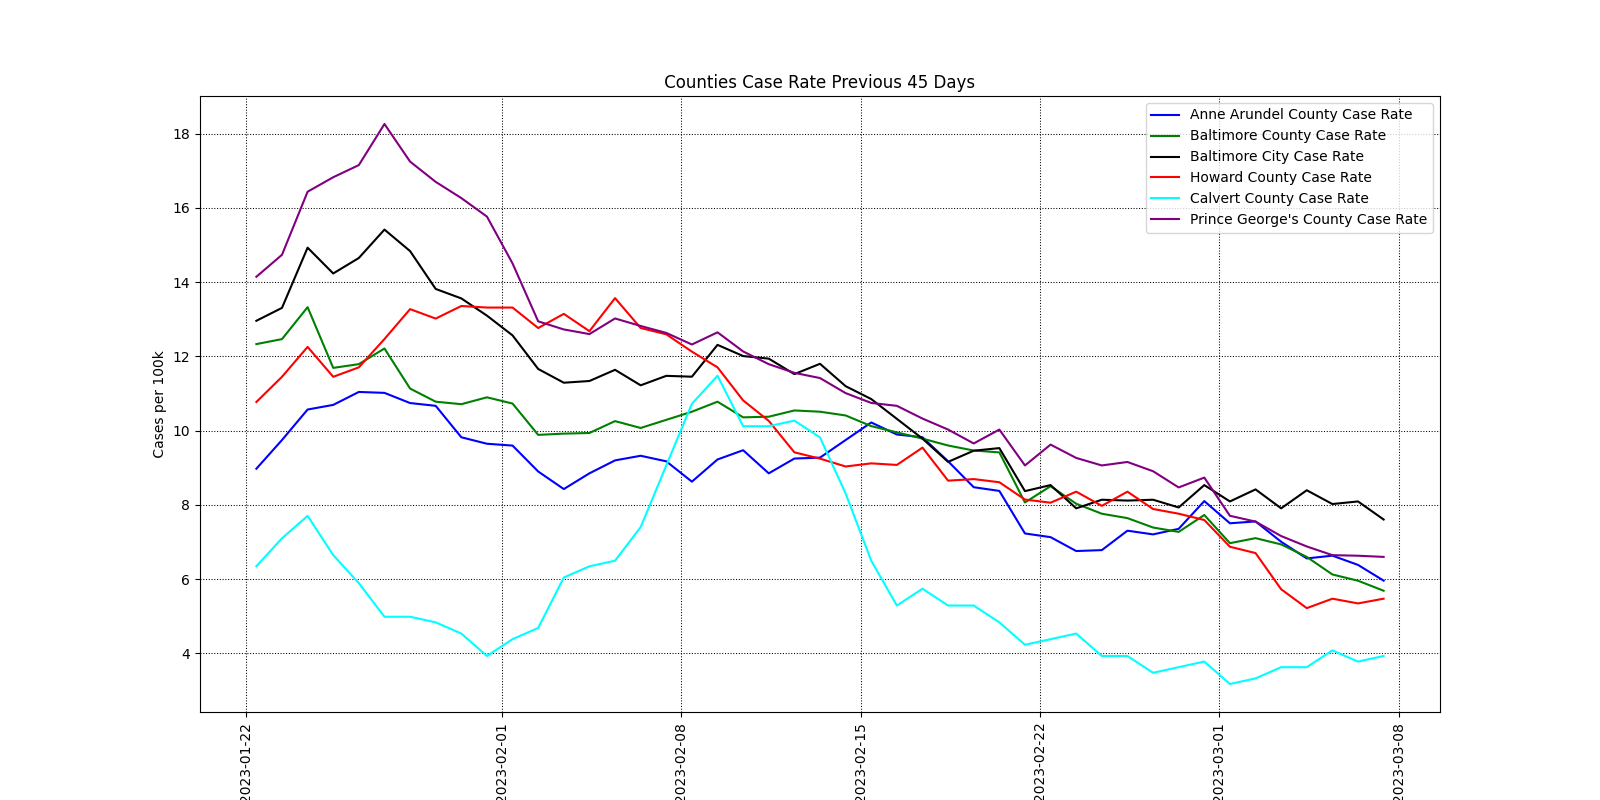 Counties Case Rate Previous 45 Days
Anne Arundel County Case Rate
Baltimore County Case Rate
Baltimore City Case Rate
Howard County Case Rate
Calvert County Case Rate
Prince George's County Case Rate
Cases per 100k
18
16
14
12
10
8
6
4
2023-01-22
2023-02-01
2023-02-08
2023-02-15
2023-02-22
2023-03-01
2023-03-08